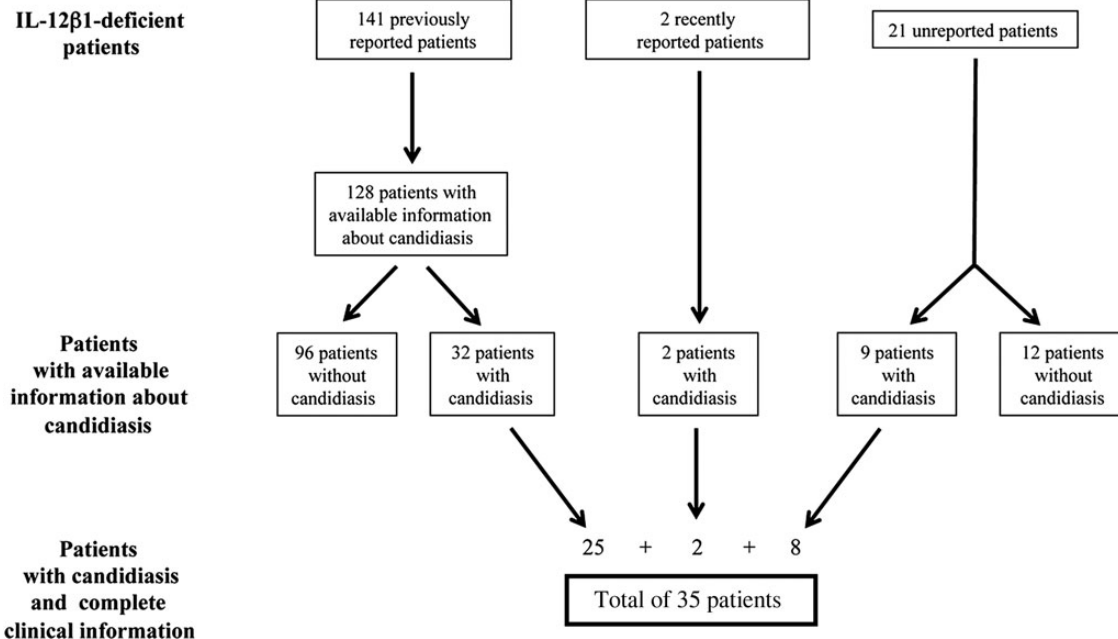 IL-12β1-deficient
patients
141 previously
reported patients
2 recently
reported patients
21 unreported patients
128 patients with
available information
about candidiasis
Patients
with available
information about
candidiasis
96 patients
without
candidiasis
32 patients
with
candidiasis
2 patients
with
candidiasis
9 patients
with
candidiasis
12 patients
without
candidiasis
Patients
with candidiasis
and complete
clinical information
25 + 2 + 8
Total of 35 patients